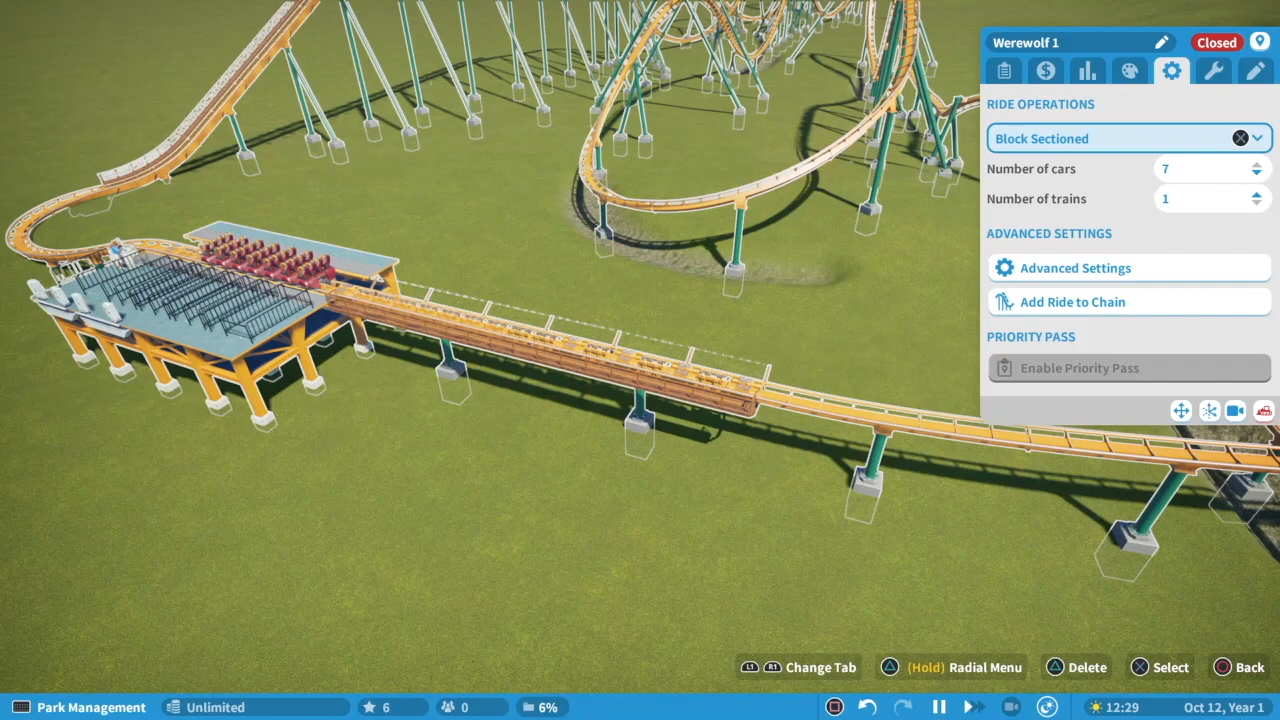 Werewolf 1
Closed
RIDE OPERATIONS
Block Sectioned
Number of cars 7
Number of trains 1
ADVANCED SETTINGS
Advanced Settings
Add Ride to Chain
PRIORITY PASS
Enable Priority Pass
L1 R1 Change Tab (Hold) Radial Menu Delete Select Back
Park Management Unlimited 6 0 6% 12:29 Oct 12, Year 1